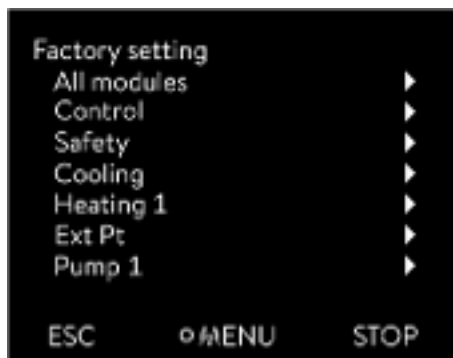 Factory setting
All modules
Control
Safety
Cooling
Heating 1
Ext Pt
Pump 1
ESC MENU STOP